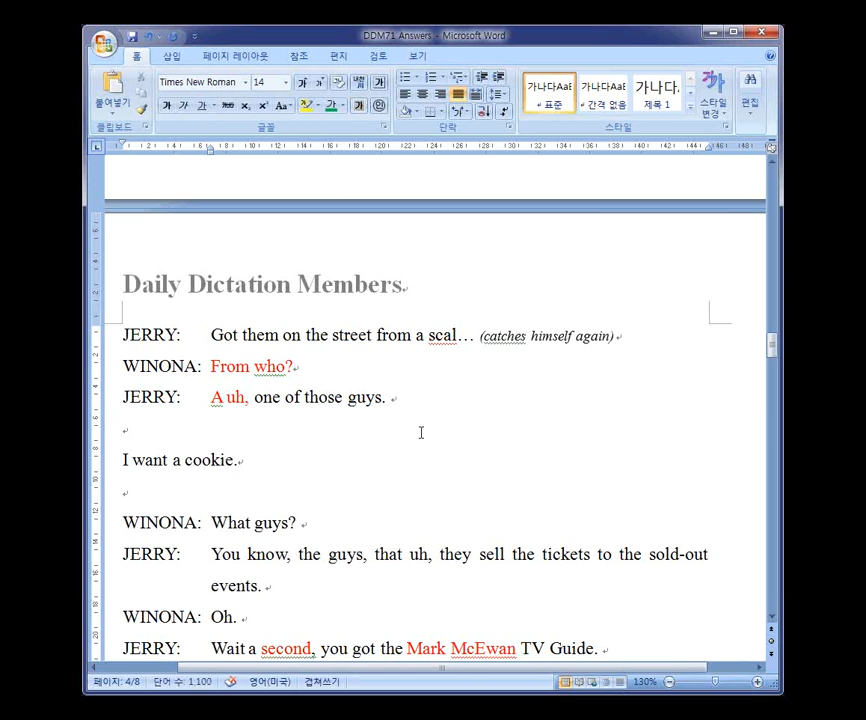 DDM71 Answers - Microsoft Word
홈 삽입 페이지 레이아웃 참조 편지 검토 보기
붙여넣기
클립보드
Times New Roman 14
글꼴
단락
가나다AaB 가나다AaB 가나다
표준 간격 없음 제목 1
스타일 변경
스타일
편집
Daily Dictation Members
JERRY: Got them on the street from a scal… (catches himself again)
WINONA: From who?
JERRY: A uh, one of those guys.
I want a cookie.
WINONA: What guys?
JERRY: You know, the guys, that uh, they sell the tickets to the sold-out
events.
WINONA: Oh.
JERRY: Wait a second, you got the Mark McEwan TV Guide.
페이지: 4/8 단어 수: 1,100 영어(미국) 겹쳐쓰기 130%